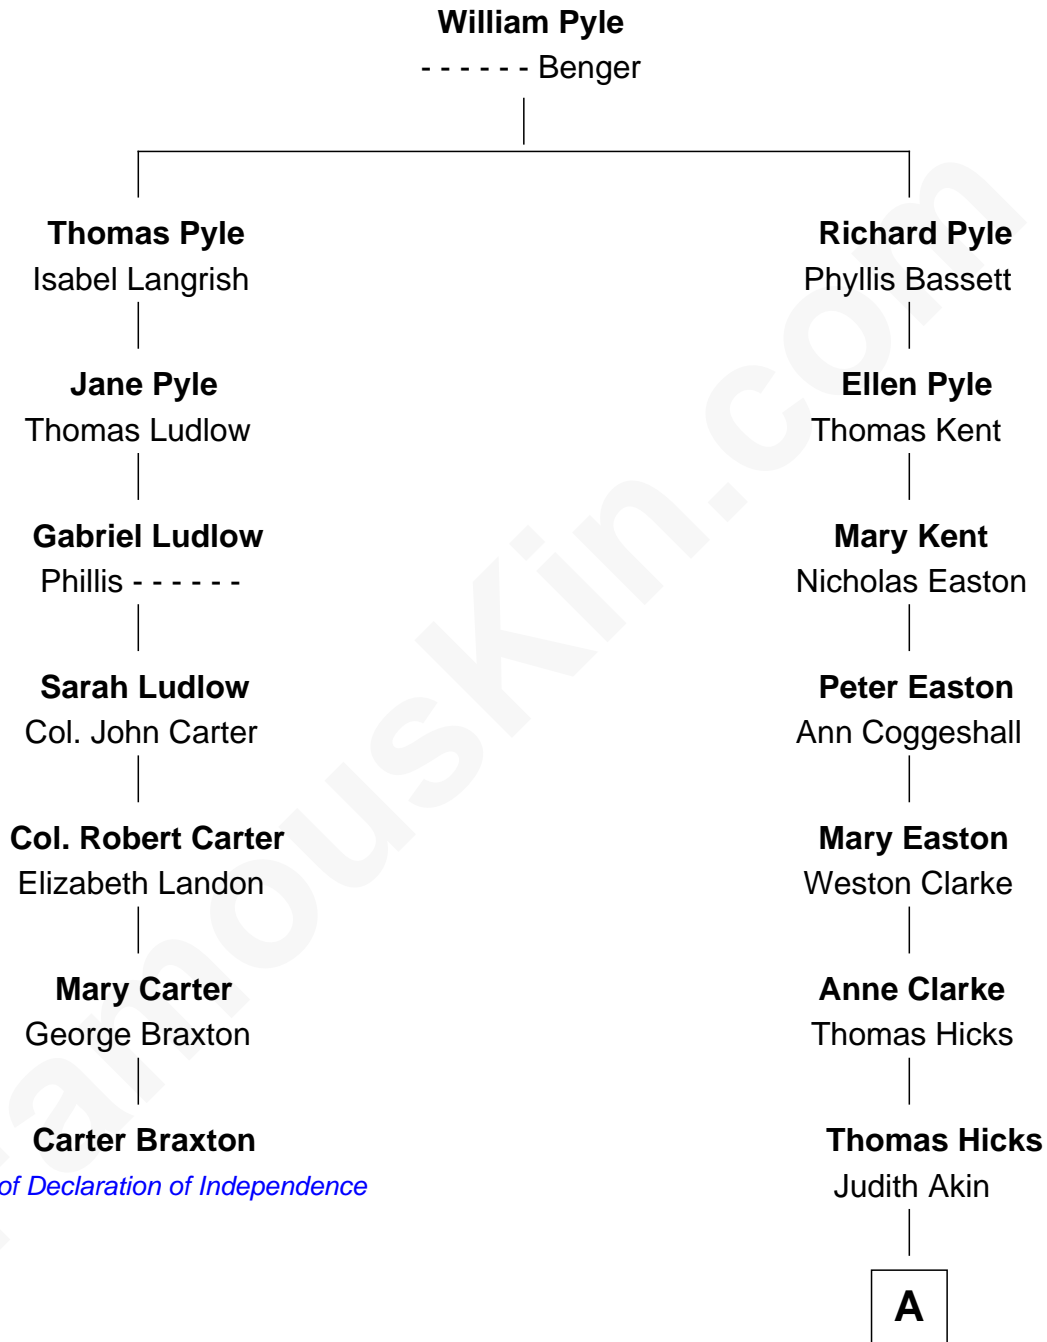 William Pyle
- - - - - - Benger
Thomas Pyle
Isabel Langrish
Richard Pyle
Phyllis Bassett
Jane Pyle
Thomas Ludlow
Ellen Pyle
Thomas Kent
Gabriel Ludlow
Phillis - - - - - -
Mary Kent
Nicholas Easton
Sarah Ludlow
Col. John Carter
Peter Easton
Ann Coggeshall
Col. Robert Carter
Elizabeth Landon
Mary Easton
Weston Clarke
Mary Carter
George Braxton
Anne Clarke
Thomas Hicks
Carter Braxton
of Declaration of Independence
Thomas Hicks
Judith Akin
A
FamousKin.com